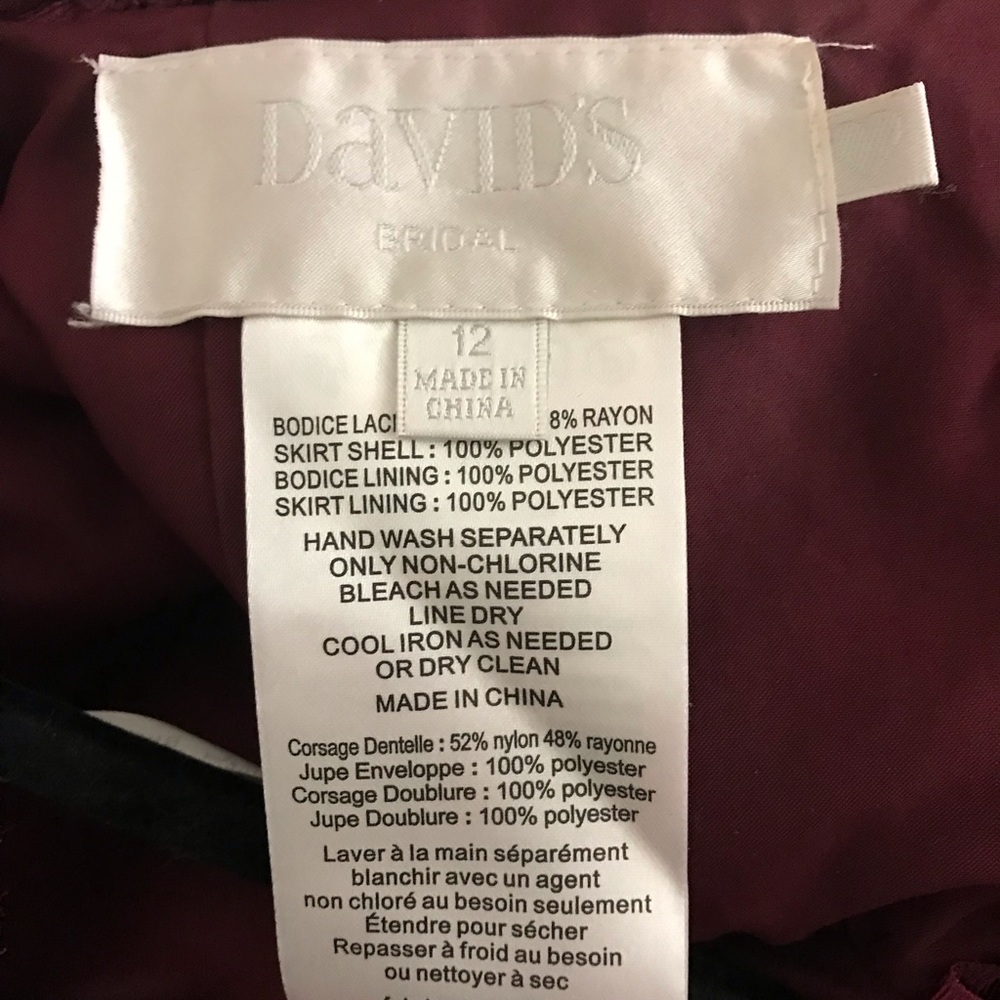 DAVID'S
BRIDAL
12
MADE IN
CHINA
BODICE LAC 8% RAYON
SKIRT SHELL : 100% POLYESTER
BODICE LINING : 100% POLYESTER
SKIRT LINING : 100% POLYESTER
HAND WASH SEPARATELY
ONLY NON-CHLORINE
BLEACH AS NEEDED
LINE DRY
COOL IRON AS NEEDED
OR DRY CLEAN
MADE IN CHINA
Corsage Dentelle : 52% nylon 48% rayonne
Jupe Enveloppe : 100% polyester
Corsage Doublure : 100% polyester
Jupe Doublure : 100% polyester
Laver à la main séparément
blanchir avec un agent
non chloré au besoin seulement
Étendre pour sécher
Repasser à froid au besoin
ou nettoyer à sec